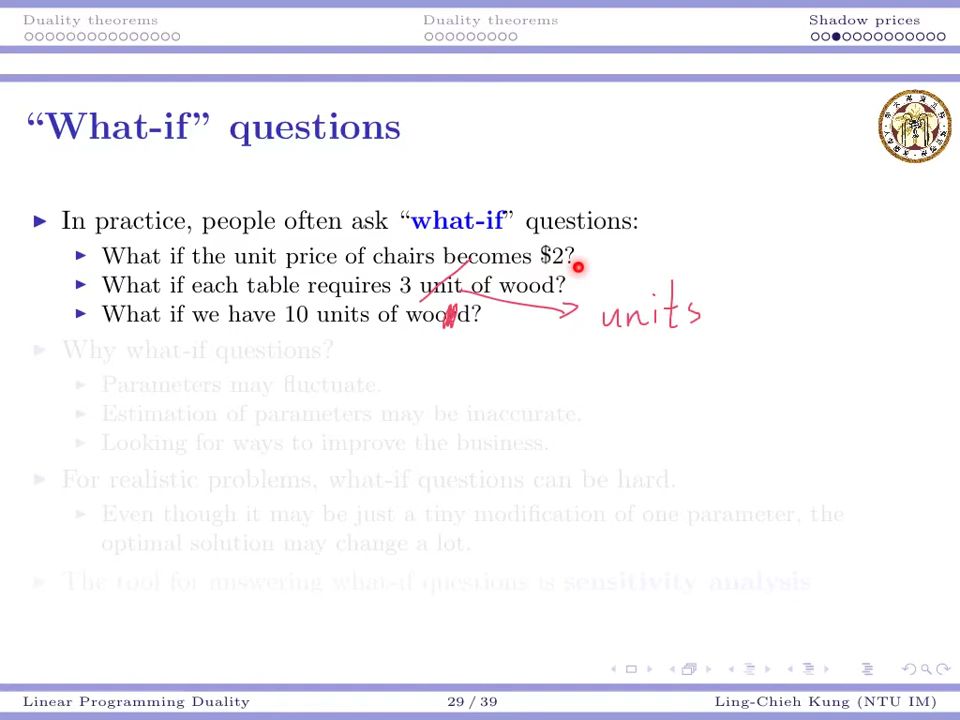 Duality theorems Duality theorems Shadow prices
“What-if” questions
In practice, people often ask “what-if” questions:
What if the unit price of chairs becomes $2?
What if each table requires 3 unit of wood?
What if we have 10 units of wood?
units
Why what-if questions?
Parameters may fluctuate.
Estimation of parameters may be inaccurate.
Looking for ways to improve the business.
For realistic problems, what-if questions can be hard.
Even though it may be just a tiny modification of one parameter, the
optimal solution may change a lot.
The tool for answering what-if questions is sensitivity analysis
Linear Programming Duality 29 / 39 Ling-Chieh Kung (NTU IM)